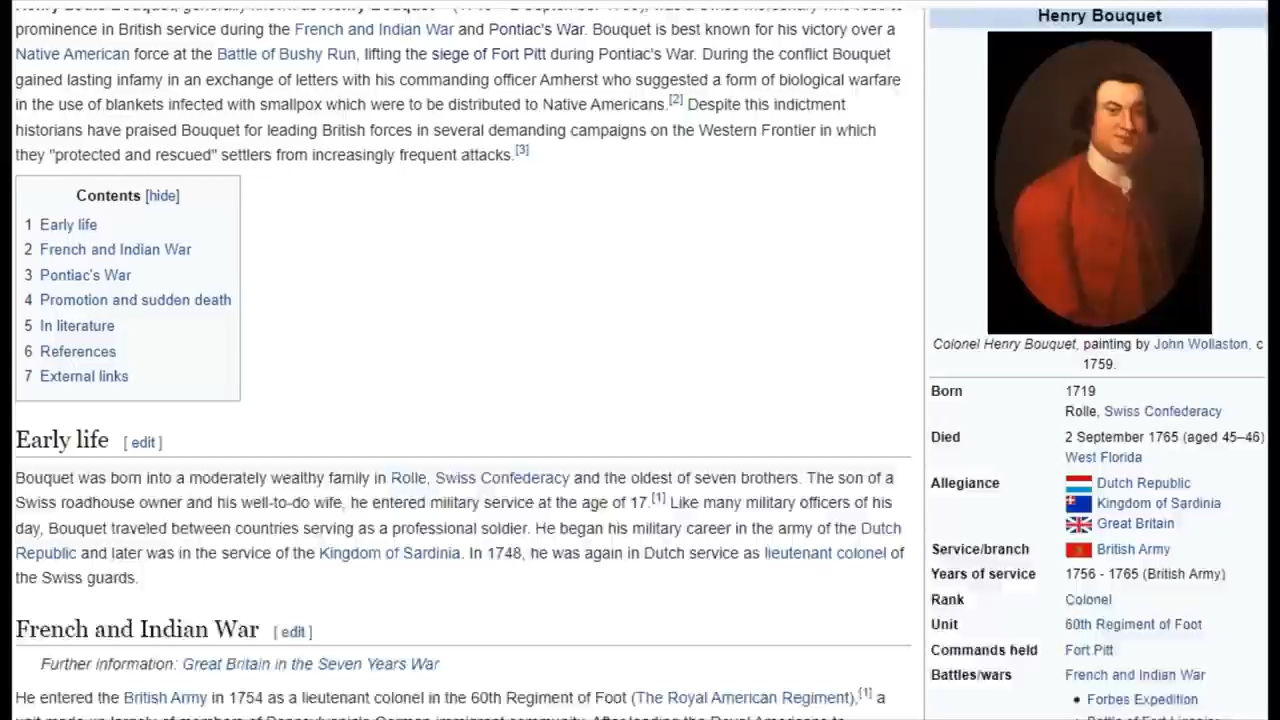 prominence in British service during the French and Indian War and Pontiac's War. Bouquet is best known for his victory over a
Native American force at the Battle of Bushy Run, lifting the siege of Fort Pitt during Pontiac's War. During the conflict Bouquet
gained lasting infamy in an exchange of letters with his commanding officer Amherst who suggested a form of biological warfare
in the use of blankets infected with smallpox which were to be distributed to Native Americans.[2] Despite this indictment
historians have praised Bouquet for leading British forces in several demanding campaigns on the Western Frontier in which
they "protected and rescued" settlers from increasingly frequent attacks.[3]
Contents [hide]
1 Early life
2 French and Indian War
3 Pontiac's War
4 Promotion and sudden death
5 In literature
6 References
7 External links
Early life [ edit ]
Bouquet was born into a moderately wealthy family in Rolle, Swiss Confederacy and the oldest of seven brothers. The son of a
Swiss roadhouse owner and his well-to-do wife, he entered military service at the age of 17.[1] Like many military officers of his
day, Bouquet traveled between countries serving as professional soldier. He began his military career in the army of the Dutch
Republic and later was in the service of the Kingdom of Sardinia. In 1748, he was again in Dutch service as lieutenant colonel of
the Swiss guards.
French and Indian War [ edit ]
Further information: Great Britain in the Seven Years War
He entered the British Army in 1754 as a lieutenant colonel in the 60th Regiment of Foot (The Royal American Regiment),[1] a
Henry Bouquet
Colonel Henry Bouquet, painting by John Wollaston, c
1759.
Born 1719
Rolle, Swiss Confederacy
Died 2 September 1765 (aged 45–46)
West Florida
Allegiance Dutch Republic
Kingdom of Sardinia
Great Britain
Service/branch British Army
Years of service 1756 - 1765 (British Army)
Rank Colonel
Unit 60th Regiment of Foot
Commands held Fort Pitt
Battles/wars French and Indian War
• Forbes Expedition